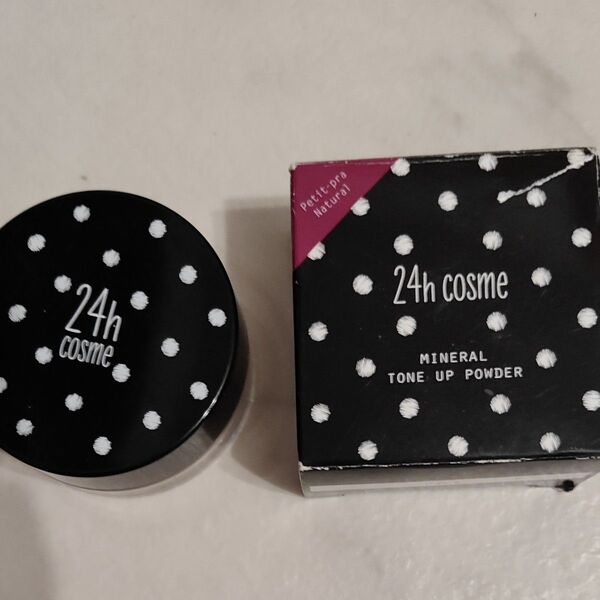 24h
cosme
Petit-pra
Natural
24h cosme
MINERAL
TONE UP POWDER